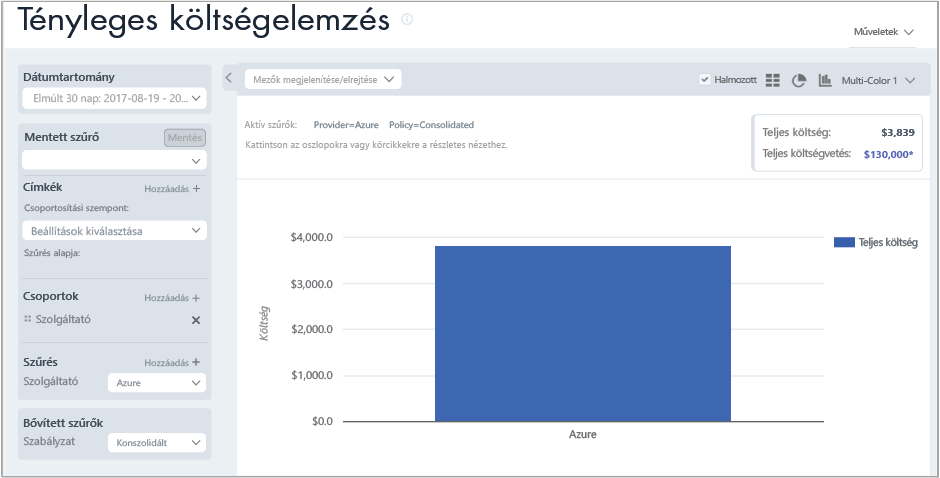 Tényleges költségelemzés
Műveletek
Dátumtartomány
Elmúlt 30 nap: 2017-08-19 - 20...
Mentett szűrő
Mentés
Címkék
Hozzáadás +
Csoportosítási szempont:
Beállítások kiválasztása
Szűrés alapja:
Csoportok
Hozzáadás +
Szolgáltató
Szűrés
Hozzáadás +
Szolgáltató
Azure
Bővített szűrők
Szabályzat
Konszolidált
Mezők megjelenítése/elrejtése
Halmozott
Multi-Color 1
Aktív szűrők: Provider=Azure Policy=Consolidated
Kattintson az oszlopokra vagy körcikkekre a részletes nézethez.
Teljes költség: $3,839
Teljes költségvetés: $130,000*
$4,000.0
$3,000.0
$2,000.0
$1,000.0
$0.0
Költség
Azure
Teljes költség